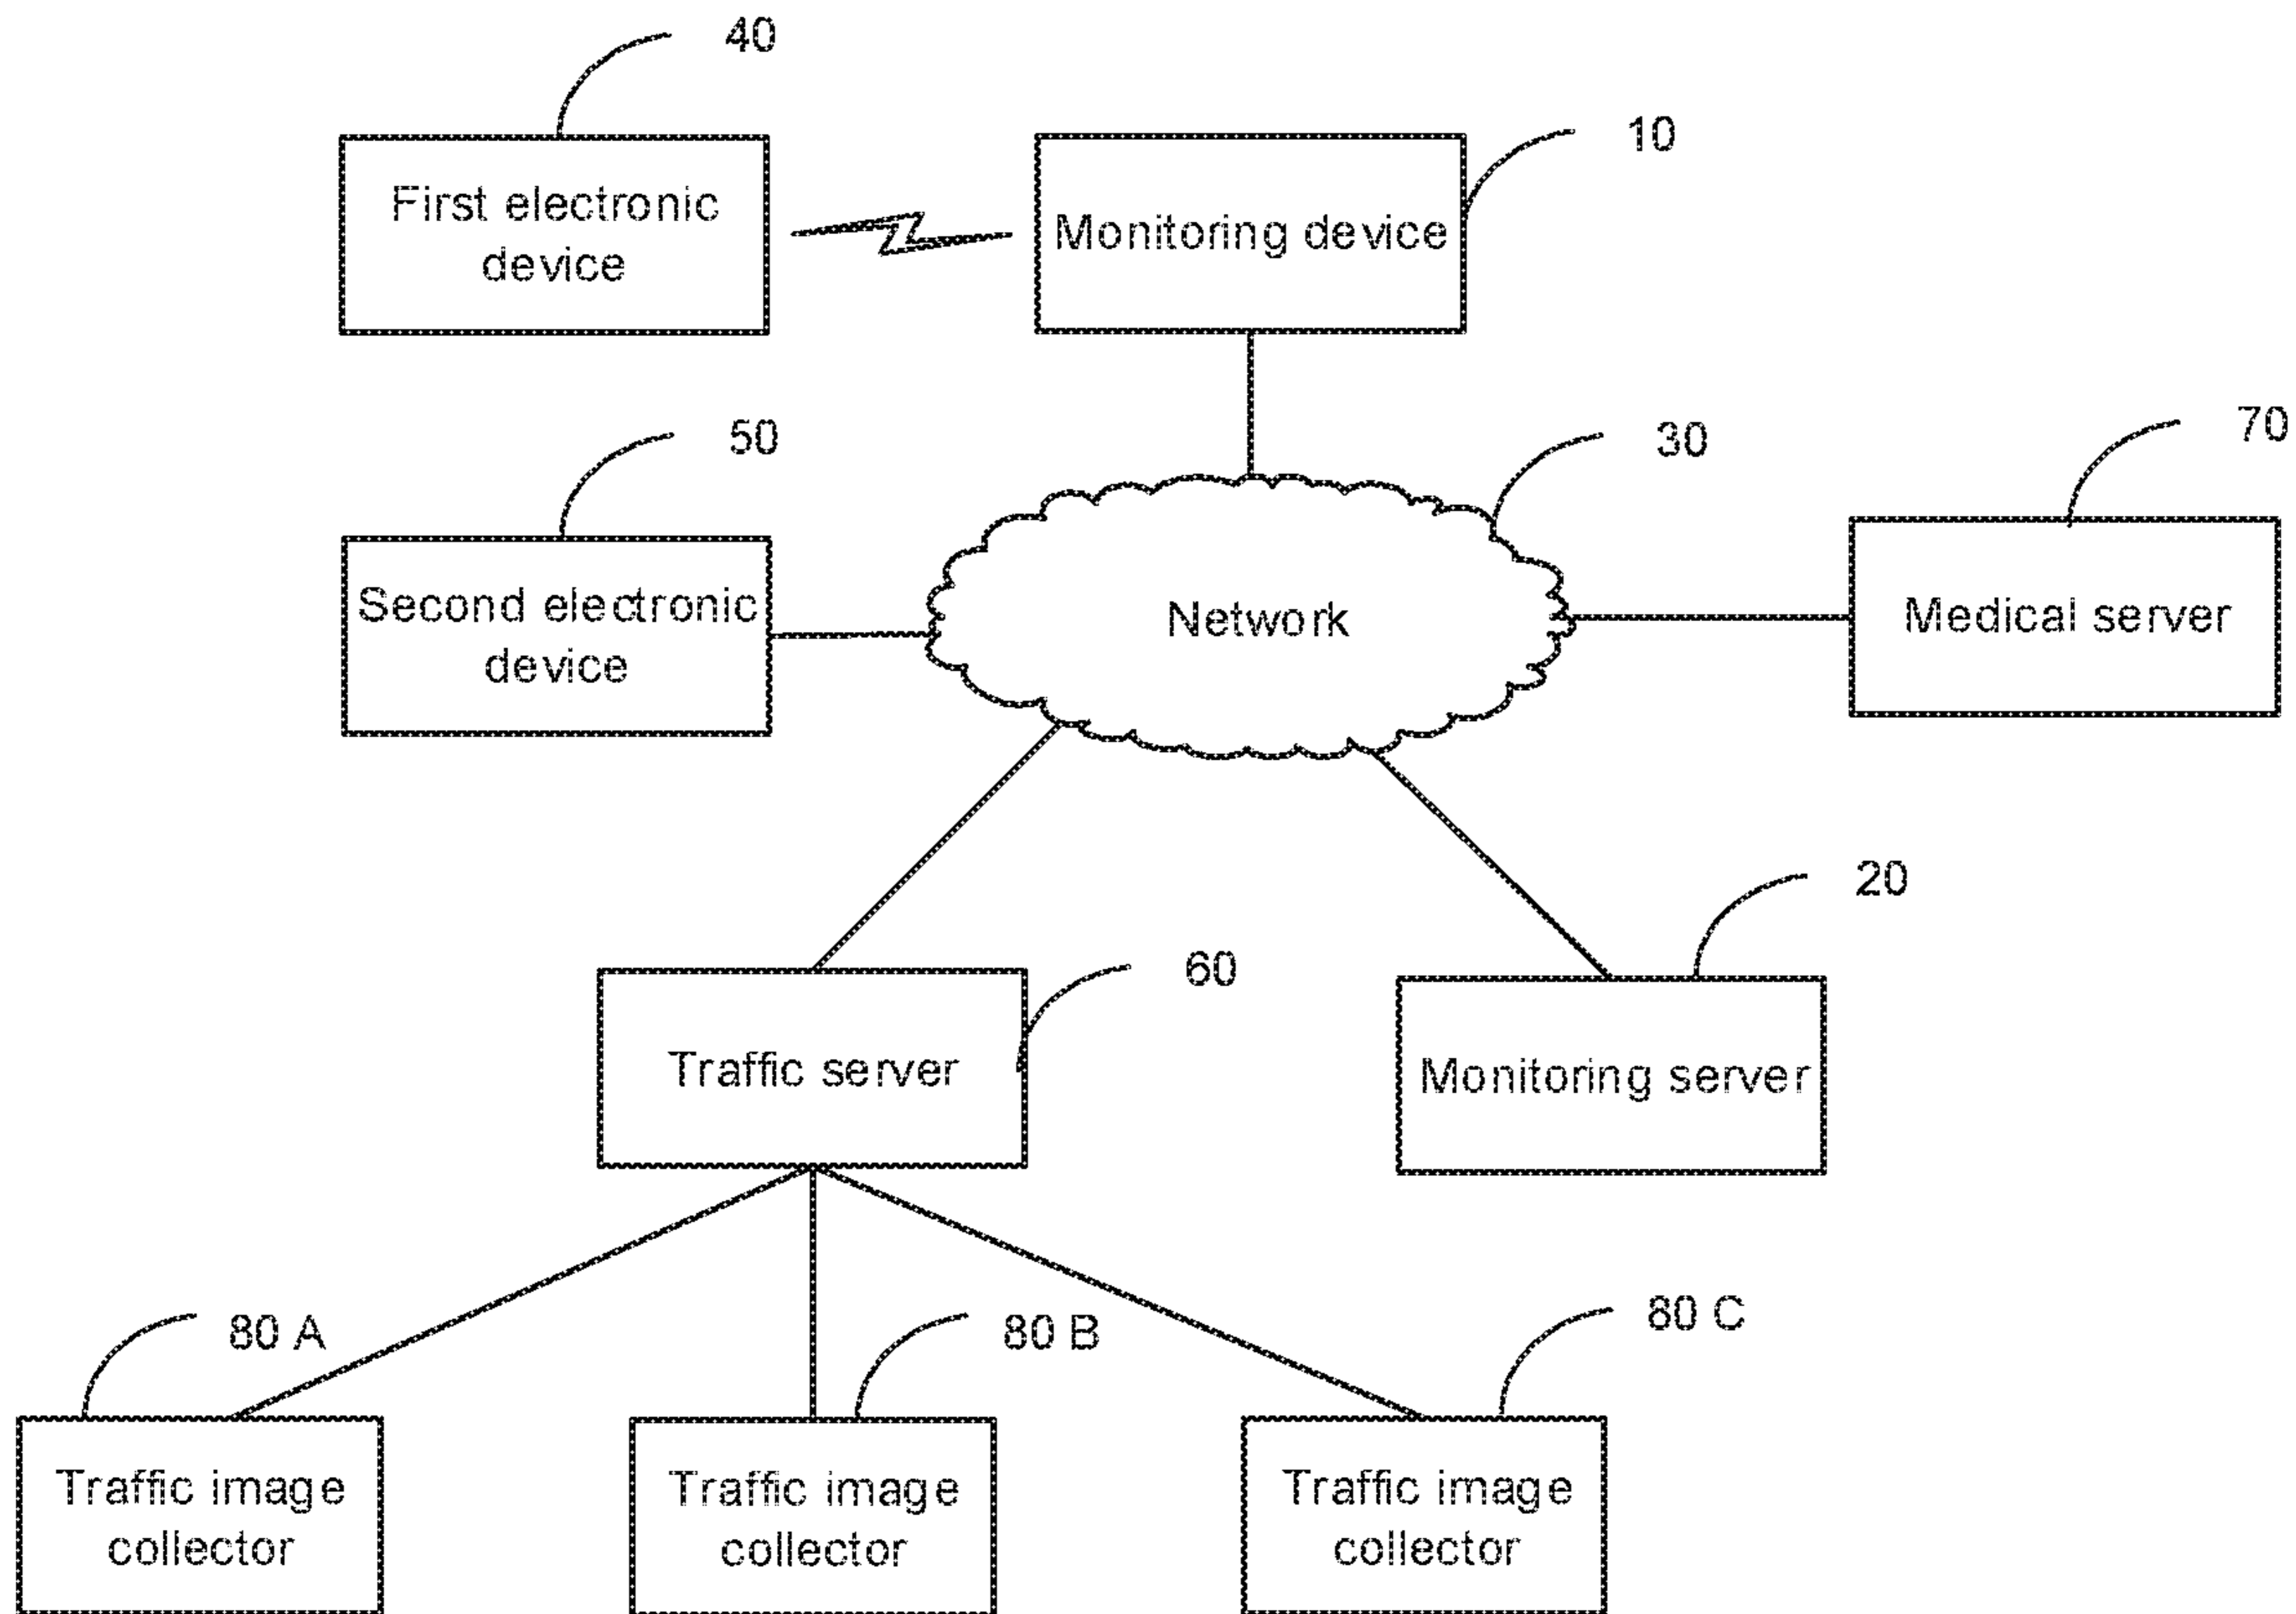 40
10
First electronic
device
Monitoring device
50
30
70
Second electronic
device
Network
Medical server
20
60
Traffic server
Monitoring server
80 A
80 B
80 C
Traffic image
collector
Traffic image
collector
Traffic image
collector